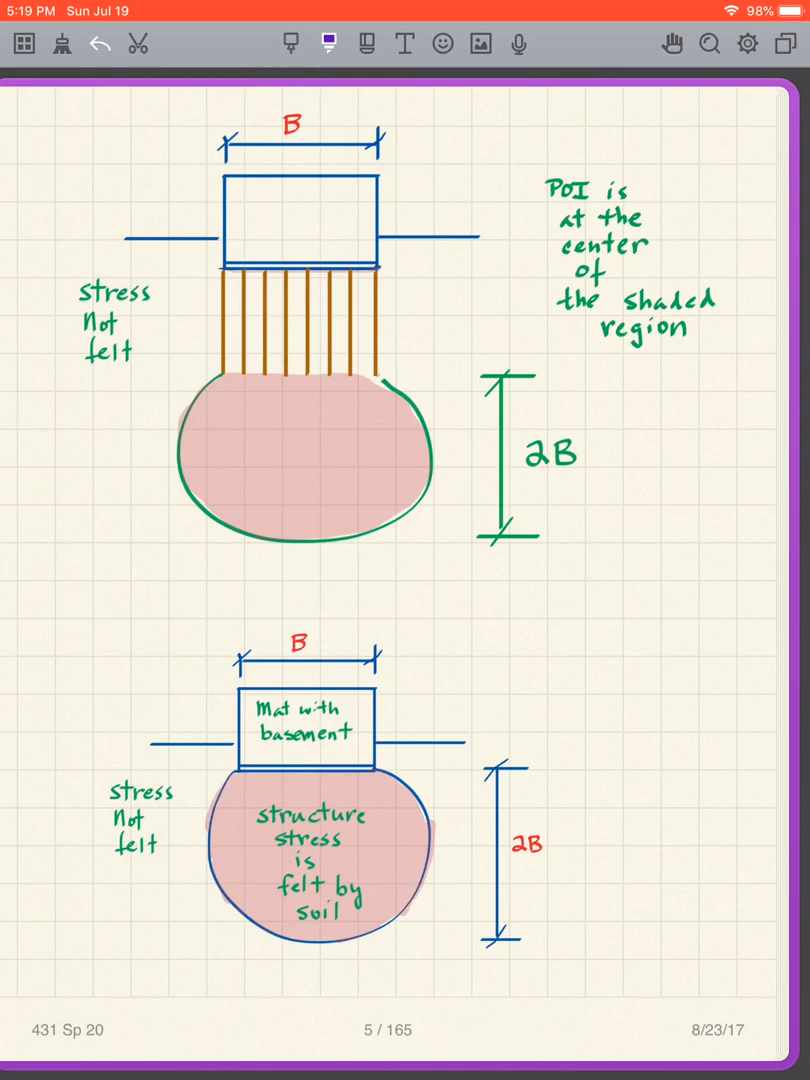 5:19 PM Sun Jul 19
98%
B
POI is
at the
center
of
the shaded
region
stress
Not
felt
2B
B
Mat with
basement
stress
Not
felt
structure
stress
is
felt by
soil
2B
431 Sp 20
5 / 165
8/23/17